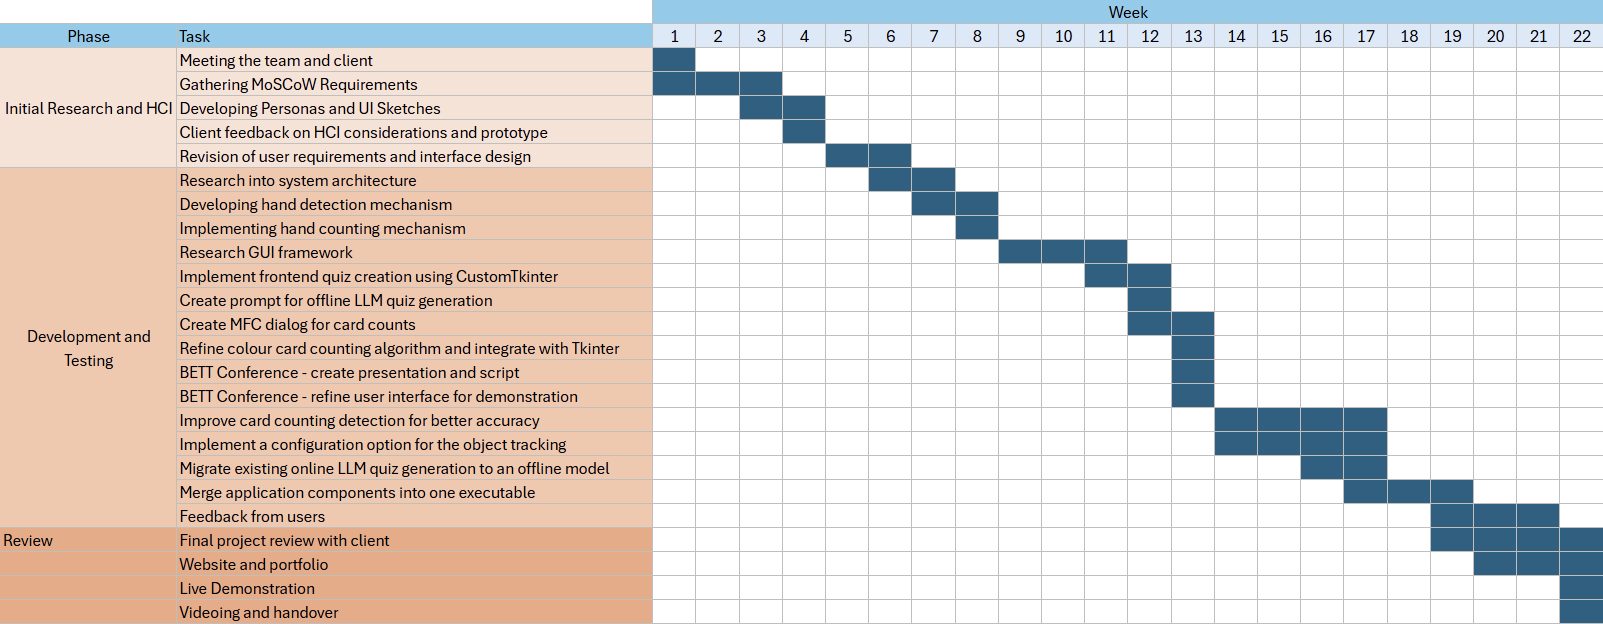 Week
Phase Task 1 2 3 4 5 6 7 8 9 10 11 12 13 14 15 16 17 18 19 20 21 22
Initial Research and HCI
Meeting the team and client
Gathering MoSCoW Requirements
Developing Personas and UI Sketches
Client feedback on HCI considerations and prototype
Revision of user requirements and interface design
Development and
Testing
Research into system architecture
Developing hand detection mechanism
Implementing hand counting mechanism
Research GUI framework
Implement frontend quiz creation using CustomTkinter
Create prompt for offline LLM quiz generation
Create MFC dialog for card counts
Refine colour card counting algorithm and integrate with Tkinter
BETT Conference - create presentation and script
BETT Conference - refine user interface for demonstration
Improve card counting detection for better accuracy
Implement a configuration option for the object tracking
Migrate existing online LLM quiz generation to an offline model
Merge application components into one executable
Feedback from users
Review
Final project review with client
Website and portfolio
Live Demonstration
Videoing and handover